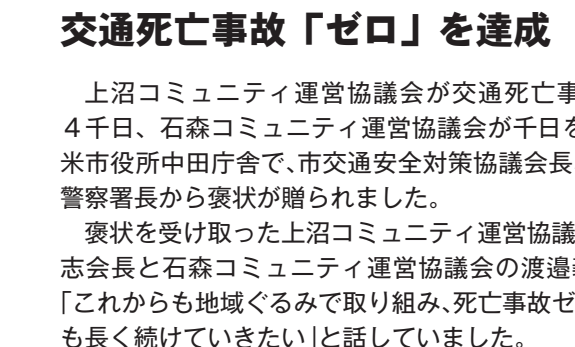 交通死亡事故「ゼロ」を達成
上沼コミュニティ運営協議会が交通死亡事
４千日、石森コミュニティ運営協議会が千日を
米市役所中田庁舎で、市交通安全対策協議会長
警察署長から褒状が贈られました。
褒状を受け取った上沼コミュニティ運営協議
志会長と石森コミュニティ運営協議会の渡邉
「これからも地域ぐるみで取り組み、死亡事故ゼ
も長く続けていきたい」と話していました。